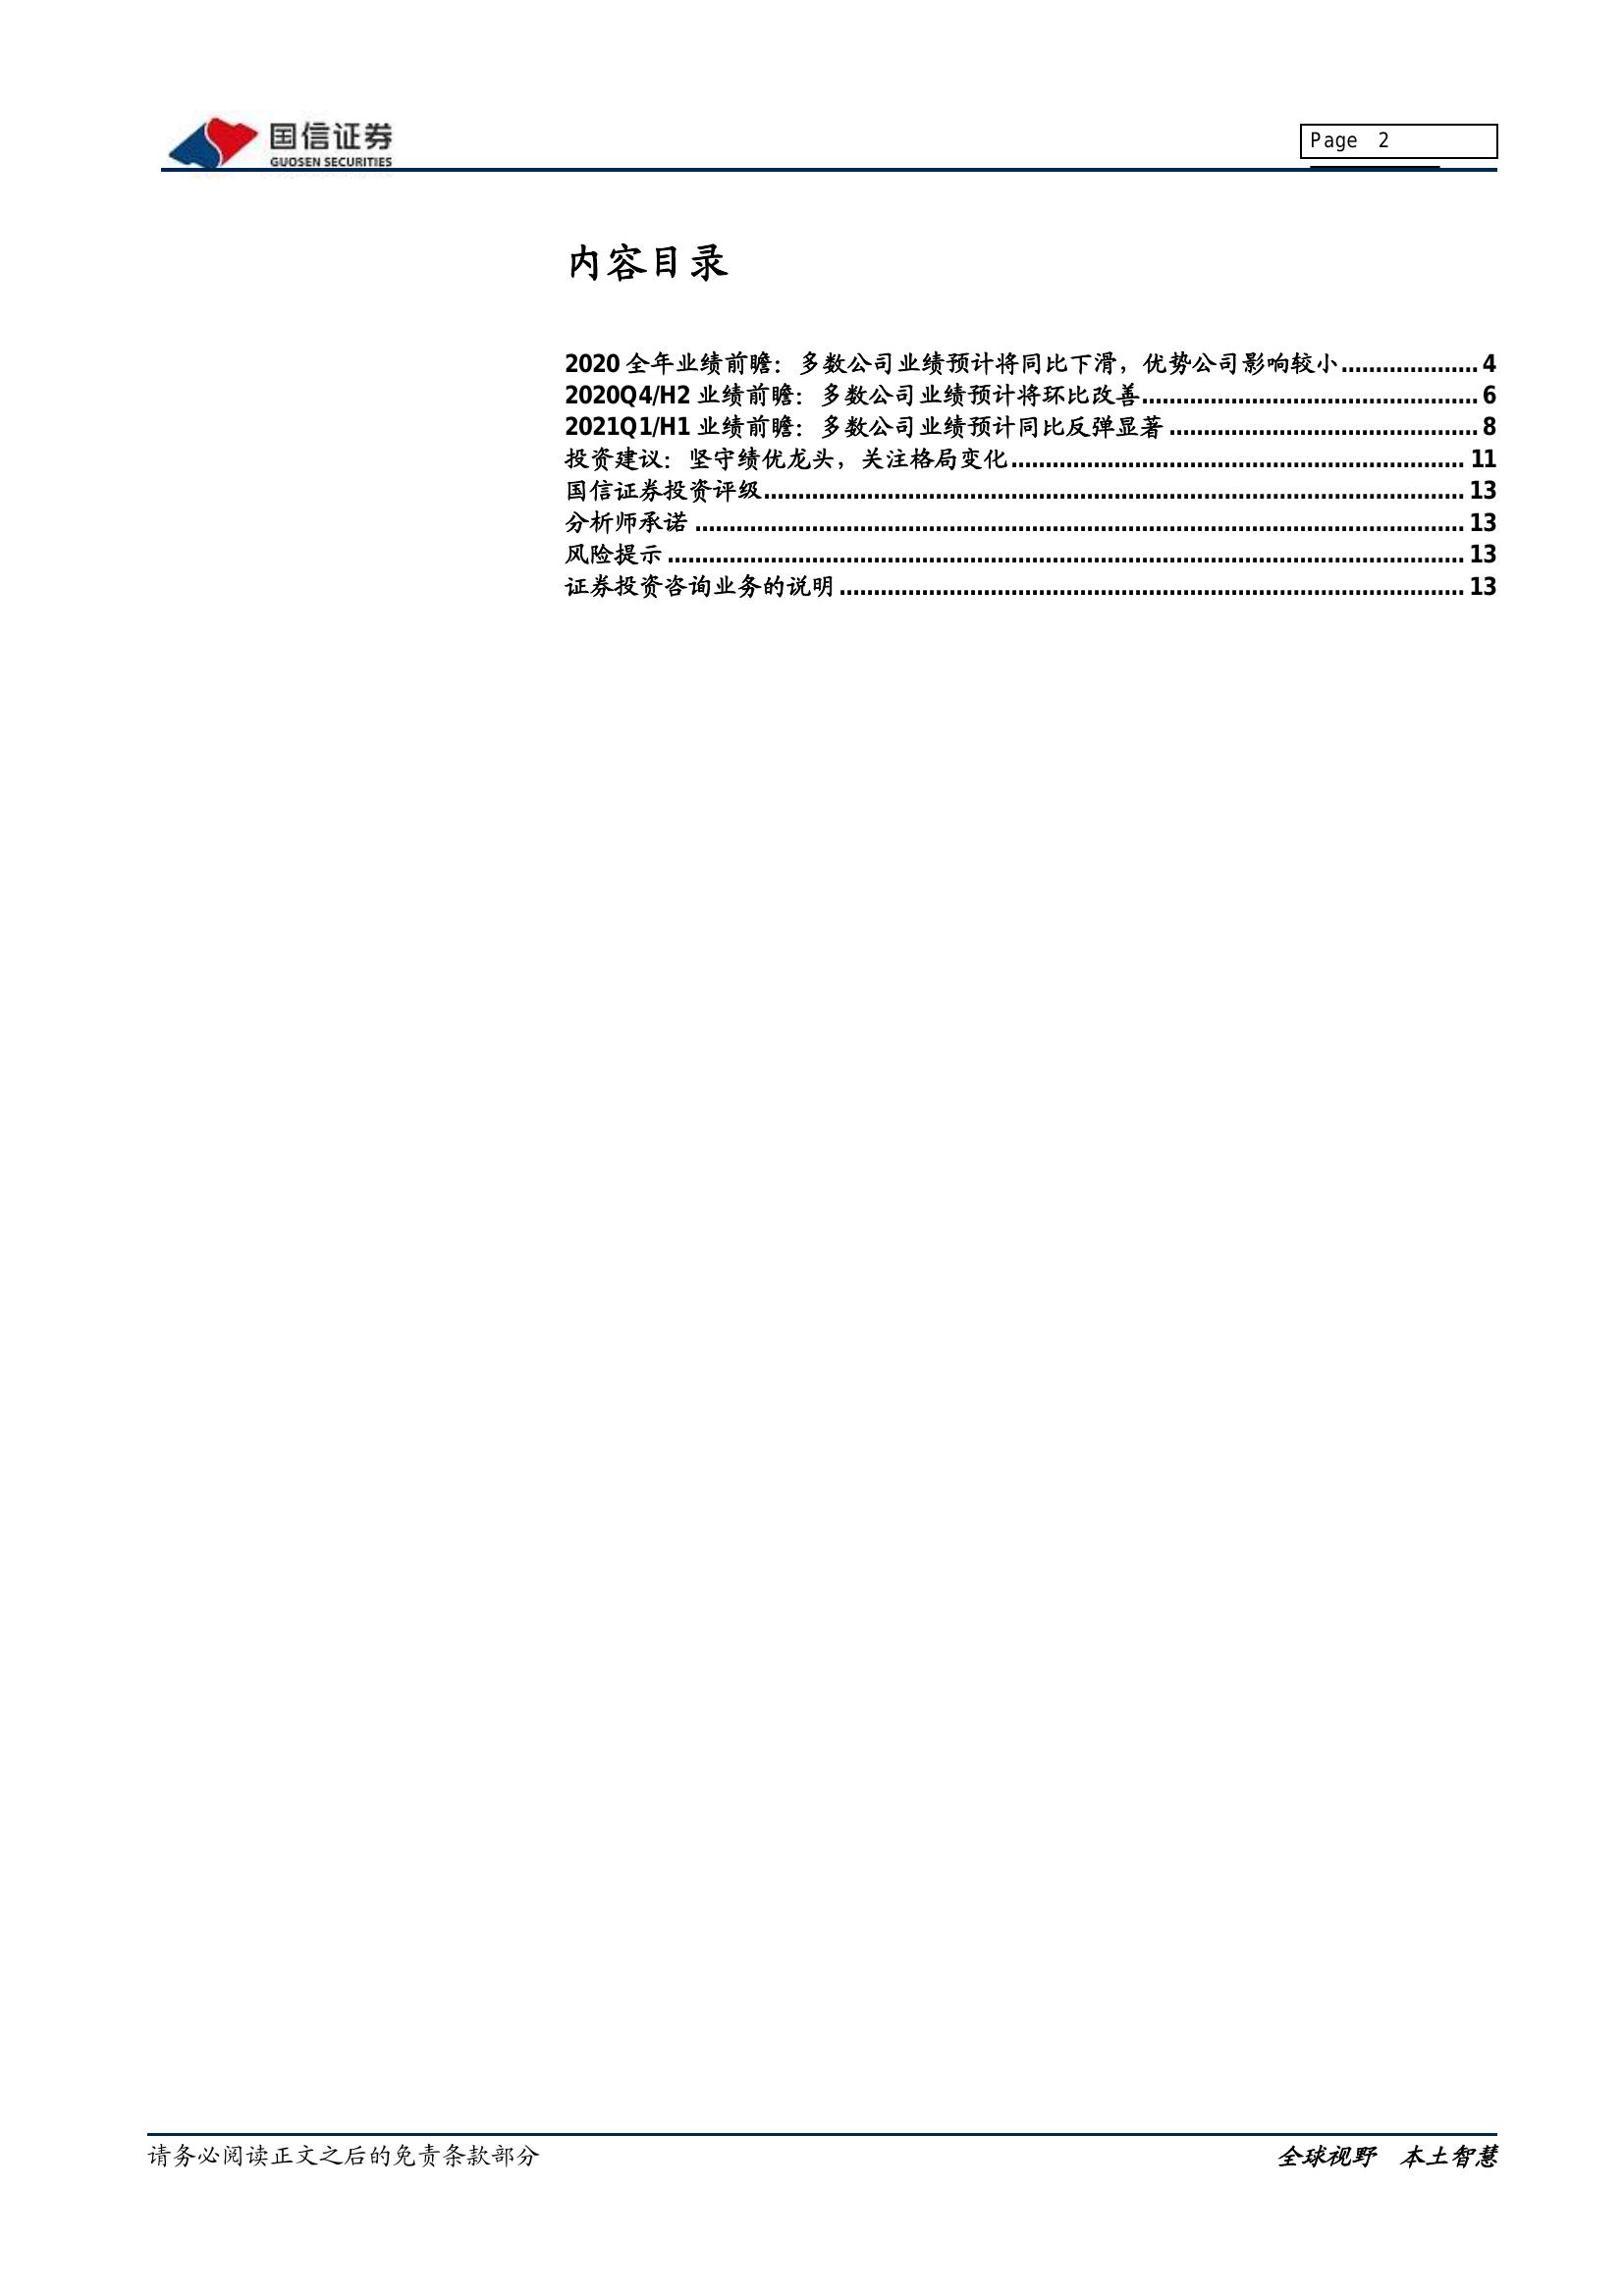 国信证券
GUOSEN SECURITIES
Page 2
内容目录
2020 全年业绩前瞻：多数公司业绩预计将同比下滑，优势公司影响较小.................... 4
2020Q4/H2 业绩前瞻：多数公司业绩预计将环比改善................................................. 6
2021Q1/H1 业绩前瞻：多数公司业绩预计同比反弹显著 ............................................. 8
投资建议：坚守绩优龙头，关注格局变化.................................................................. 11
国信证券投资评级...................................................................................................... 13
分析师承诺 ................................................................................................................ 13
风险提示 .................................................................................................................... 13
证券投资咨询业务的说明 ........................................................................................... 13
请务必阅读正文之后的免责条款部分
全球视野 本土智慧